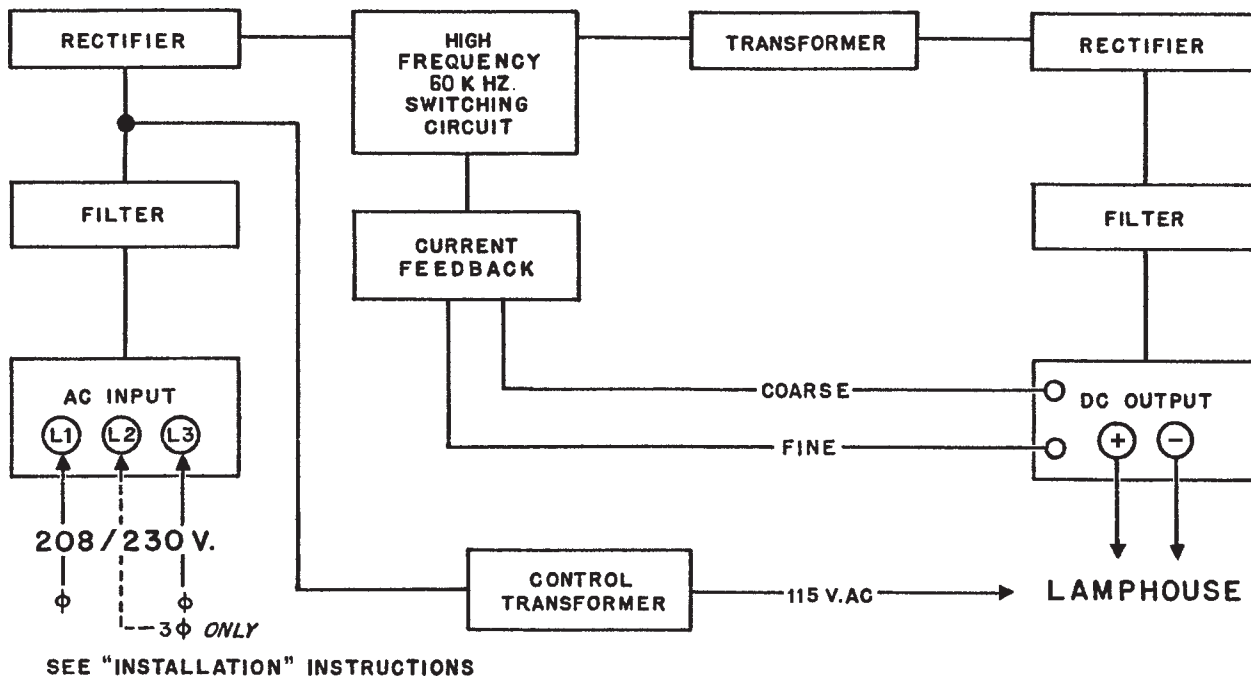 RECTIFIER
HIGH
FREQUENCY
60 K HZ.
SWITCHING
CIRCUIT
TRANSFORMER
RECTIFIER
FILTER
CURRENT
FEEDBACK
FILTER
AC INPUT
L1 L2 L3
COARSE
FINE
DC OUTPUT
+ −
208/230 V.
ϕ ϕ
3ϕ ONLY
CONTROL
TRANSFORMER
115 V. AC
LAMPHOUSE
SEE "INSTALLATION" INSTRUCTIONS